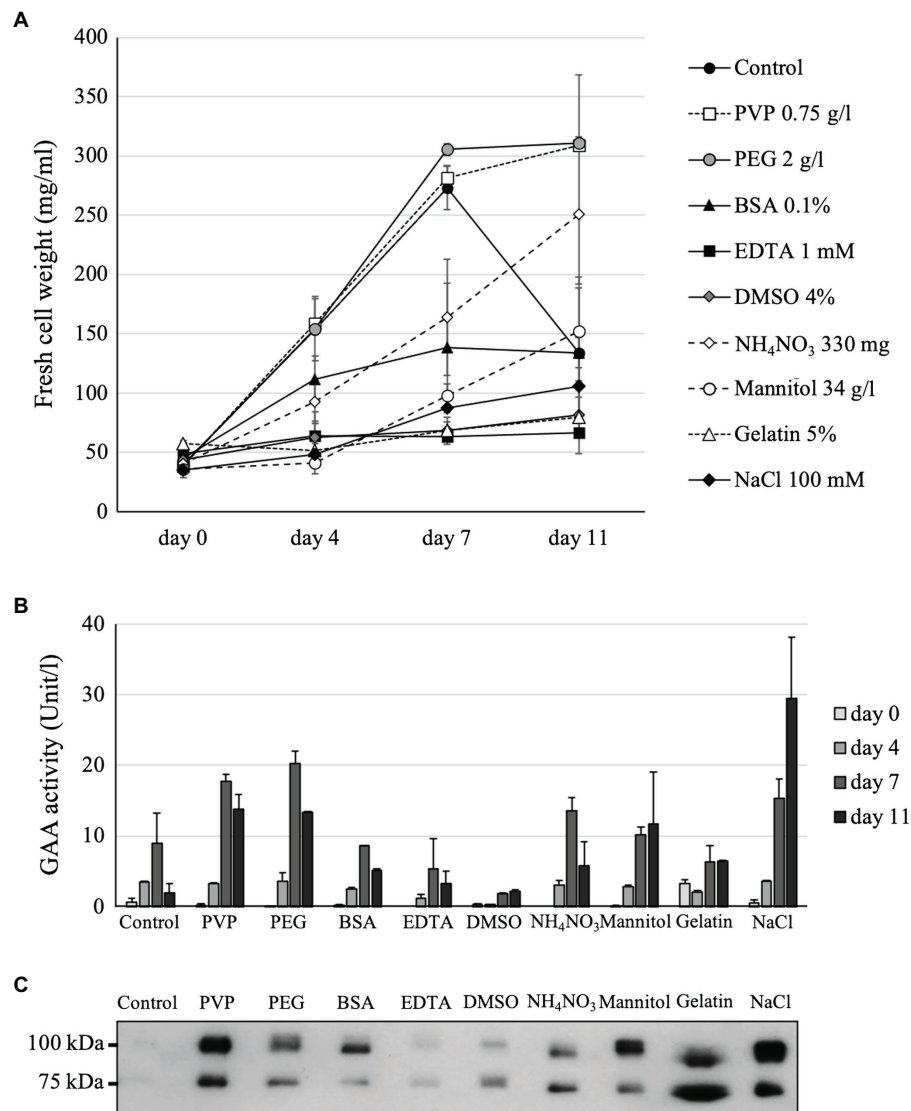 A
400
350
300
250
200
150
100
50
0
Fresh cell weight (mg/ml)
day 0 day 4 day 7 day 11
Control
PVP 0.75 g/l
PEG 2 g/l
BSA 0.1%
EDTA 1 mM
DMSO 4%
NH₄NO₃ 330 mg
Mannitol 34 g/l
Gelatin 5%
NaCl 100 mM
B
40
30
20
10
0
GAA activity (Unit/l)
Control PVP PEG BSA EDTA DMSO NH₄NO₃ Mannitol Gelatin NaCl
day 0
day 4
day 7
day 11
C
Control PVP PEG BSA EDTA DMSO NH₄NO₃ Mannitol Gelatin NaCl
100 kDa
75 kDa